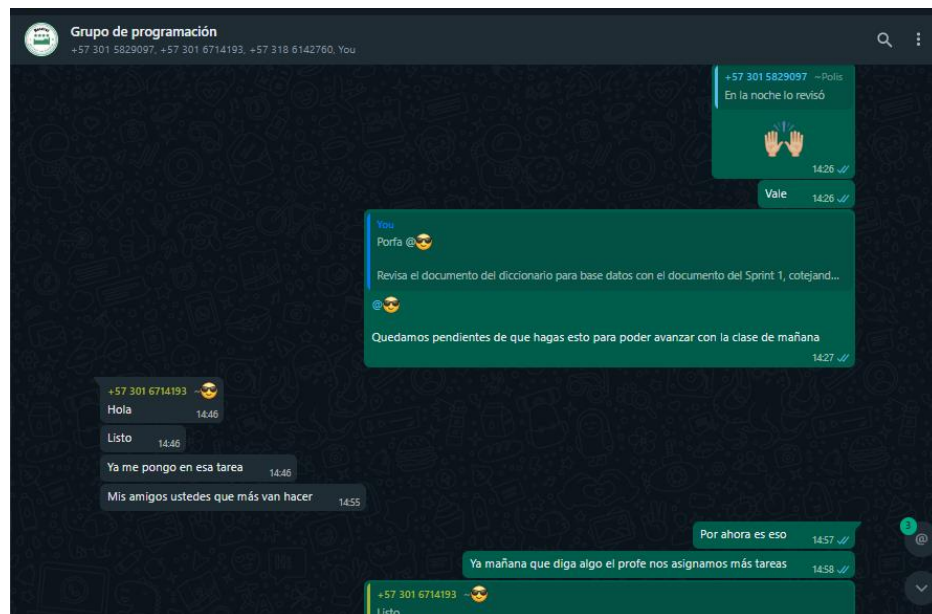 Grupo de programación
+57 301 5829097, +57 301 6714193, +57 318 6142760, You
+57 301 5829097 ~Polis
En la noche lo revisó
🙌🏼
14:26
Vale 14:26
You
Porfa @😎
Revisa el documento del diccionario para base datos con el documento del Sprint 1, cotejand...
@😎
Quedamos pendientes de que hagas esto para poder avanzar con la clase de mañana
14:27
+57 301 6714193 ~😎
Hola 14:46
Listo 14:46
Ya me pongo en esa tarea 14:46
Mis amigos ustedes que más van hacer 14:55
Por ahora es eso 14:57
3
@
Ya mañana que diga algo el profe nos asignamos más tareas 14:58
+57 301 6714193 ~😎
Listo